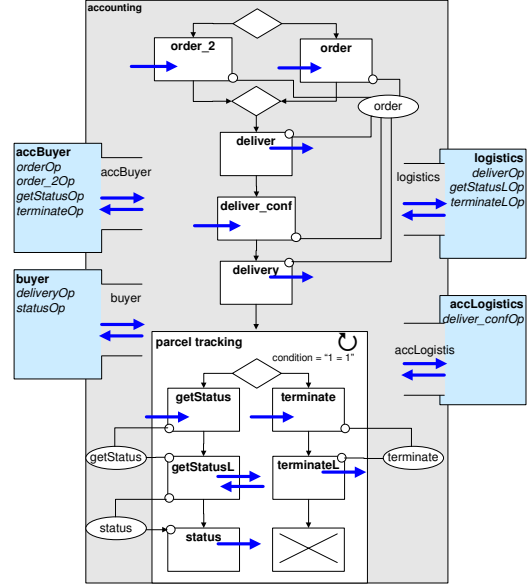 accounting
order_2
order
order
deliver
accBuyer
orderOp
order_2Op
getStatusOp
terminateOp
accBuyer
logistics
deliverOp
getStatusLOp
terminateLOp
logistics
deliver_conf
delivery
buyer
deliveryOp
statusOp
buyer
accLogistics
deliver_confOp
accLogistis
parcel tracking
condition = "1 = 1"
getStatus
terminate
getStatus
getStatusL
terminateL
terminate
status
status